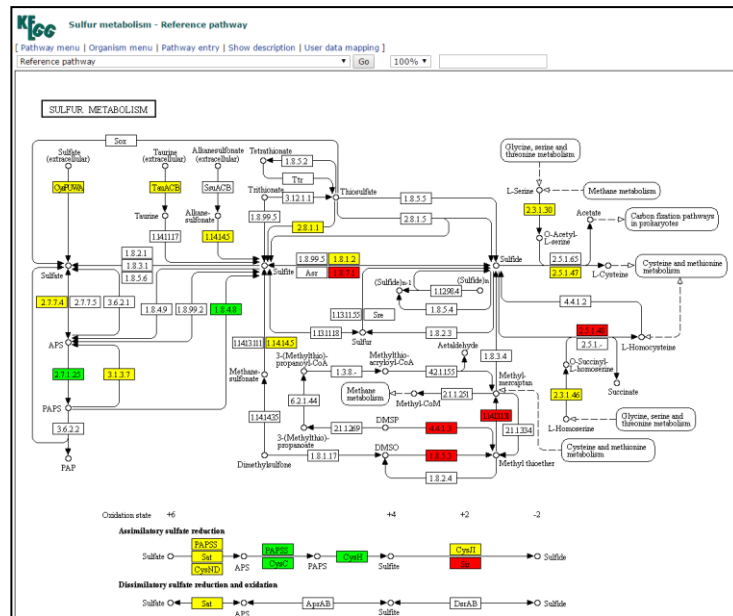 KEGG
Sulfur metabolism - Reference pathway
[ Pathway menu | Organism menu | Pathway entry | Show description | User data mapping ]
Reference pathway Go 100%
SULFUR METABOLISM
Sox
Sulfate (extracellular)
Taurine (extracellular)
Alkanesulfonate (extracellular)
Tetrathionate
1.8.5.2
Ttr
Trithionate
3.12.1.1
Thiosulfate
1.8.5.5
Glycine, serine and threonine metabolism
L-Serine
Methane metabolism
CysPUWA
TauACB
SsuACB
Taurine
Alkane-sulfonate
1.8.99.5
2.8.1.1
2.8.1.5
2.3.1.30
Acetate
Carbon fixation pathways in prokaryotes
O-Acetyl-L-serine
1.14.11.17
1.14.14.5
1.8.2.1
1.8.3.1
1.8.5.6
Sulfate
Sulfite
1.8.99.5
1.8.1.2
Asr
1.8.7.1
Sulfide
2.5.1.65
2.5.1.47
L-Cysteine
Cysteine and methionine metabolism
2.7.7.4
2.7.7.5
3.6.2.1
1.8.4.9
1.8.99.2
1.8.4.8
(Sulfide)n-1
1.12.98.4
(Sulfide)n
1.8.5.4
1.13.11.55
Sre
4.4.1.2
1.13.11.18
Sulfur
1.8.2.3
APS
1.14.13.111
1.14.14.5
2.5.1.48
2.5.1.-
L-Homocysteine
Aetaldehyde
1.8.3.4
3-(Methylthio)-propanoyl-CoA
1.3.8.-
Methylthio-acryloyl-CoA
4.2.1.155
Methyl-mercaptan
O-Succinyl-L-homoserine
Succinate
2.7.1.25
3.1.3.7
Methane-sulfonate
Methane metabolism
Methyl-CoM
2.1.1.251
2.3.1.46
PAPS
6.2.1.44
1.14.14.35
3-(Methylthio)-propanoate
2.1.1.269
DMSP
4.4.1.3
2.1.1.334
L-Homoserine
Glycine, serine and threonine metabolism
3.6.2.2
PAP
Dimethylsulfone
1.8.1.17
DMSO
1.8.5.3
1.8.2.4
Methyl thioether
Cysteine and methionine metabolism
Oxidation state +6 +4 +2 -2
Assimilatory sulfate reduction
PAPSS PAPSS CysJI
Sulfate Sat APS CysC PAPS CysH Sulfite Sir Sulfide
CysND
Dissimilatory sulfate reduction and oxidation
Sulfate Sat APS AprAB Sulfite DsrAB Sulfide